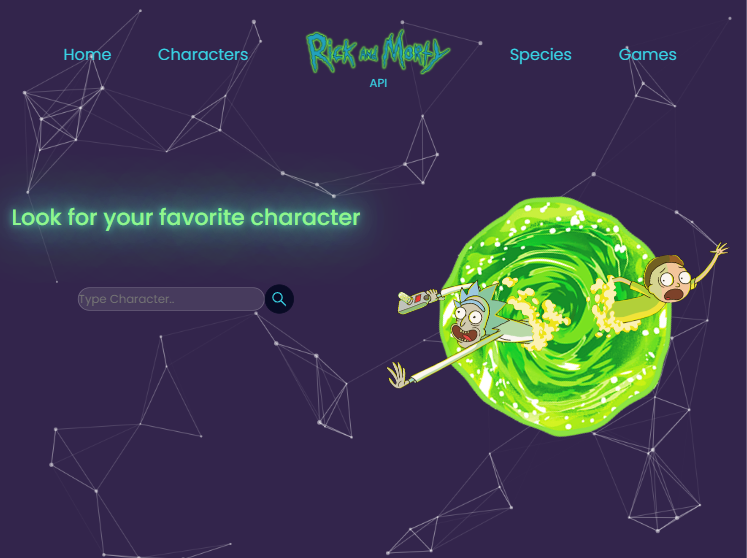 Home
Characters
Rick and Morty
API
Species
Games
Look for your favorite character
Type Character..